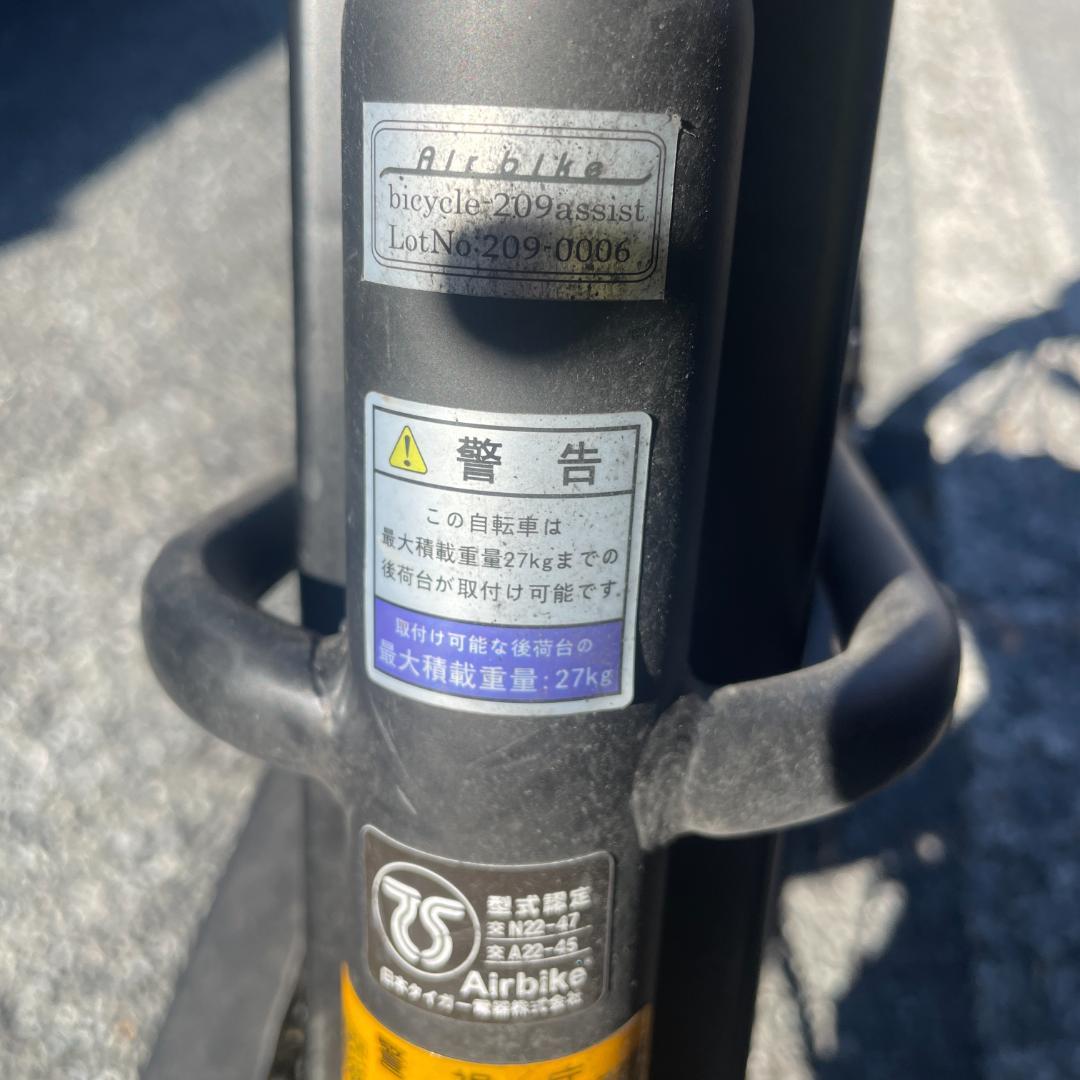 Airbike
bicycle-209assist
LotNo:209-0006
警 告
この自転車は
最大積載重量27kgまでの
後荷台が取付け可能です。
取付け可能な後荷台の
最大積載重量:27kg
TS
型式認定
交N22-47
交A22-45
Airbike
日本タイガー電器株式会社
警視庁